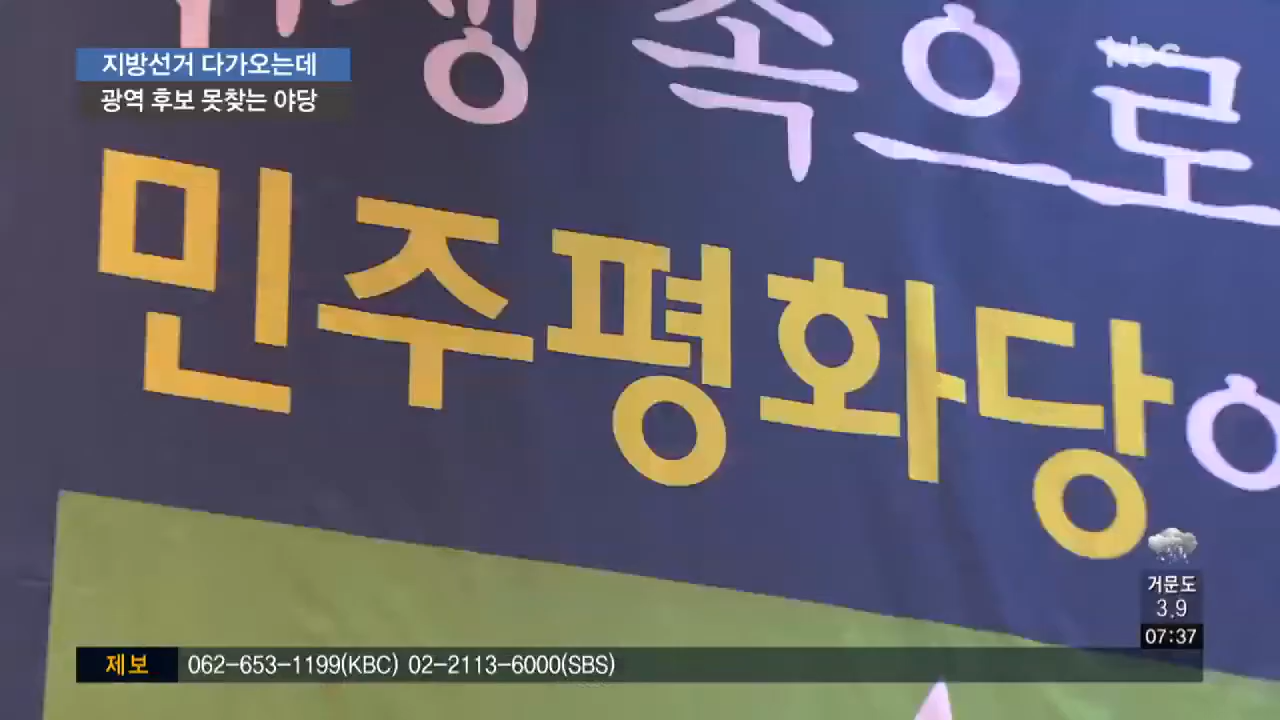 지방선거 다가오는데
광역 후보 못찾는 야당
속으로
민주평화당
거문도
3.9
07:37
제보 062-653-1199(KBC) 02-2113-6000(SBS)